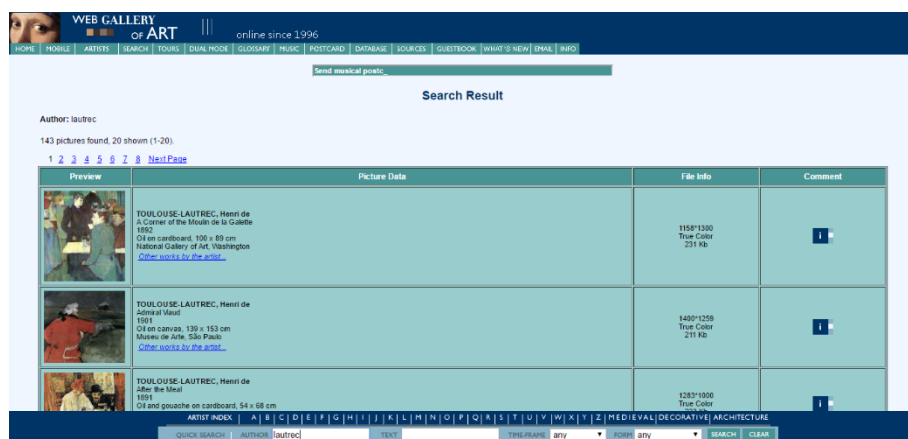 WEB GALLERY
OF ART
online since 1996
HOME | MOBILE | ARTISTS | SEARCH | TOURS | DUAL MODE | GLOSSARY | MUSIC | POSTCARD | DATABASE | SOURCES | GUESTBOOK | WHAT'S NEW | EMAIL | INFO
Send musical postc_
Search Result
Author: lautrec
143 pictures found, 20 shown (1-20).
1 2 3 4 5 6 7 8 Next Page
Preview Picture Data File Info Comment
TOULOUSE-LAUTREC, Henri de
A Corner of the Moulin de la Galette
1892
Oil on cardboard, 100 x 89 cm
National Gallery of Art, Washington
Other works by the artist...
1158*1300
True Color
231 Kb
i
TOULOUSE-LAUTREC, Henri de
Admiral Viaud
1901
Oil on canvas, 139 x 153 cm
Museu de Arte, São Paulo
Other works by the artist...
1400*1259
True Color
211 Kb
i
TOULOUSE-LAUTREC, Henri de
After the Meal
1891
Oil and gouache on cardboard, 54 x 68 cm
1283*1000
True Color
i
ARTIST INDEX | A | B | C | D | E | F | G | H | I | J | K | L | M | N | O | P | Q | R | S | T | U | V | W | X | Y | Z | MEDIEVAL | DECORATIVE | ARCHITECTURE
QUICK SEARCH AUTHOR lautrec TEXT TIME-FRAME any FORM any SEARCH CLEAR